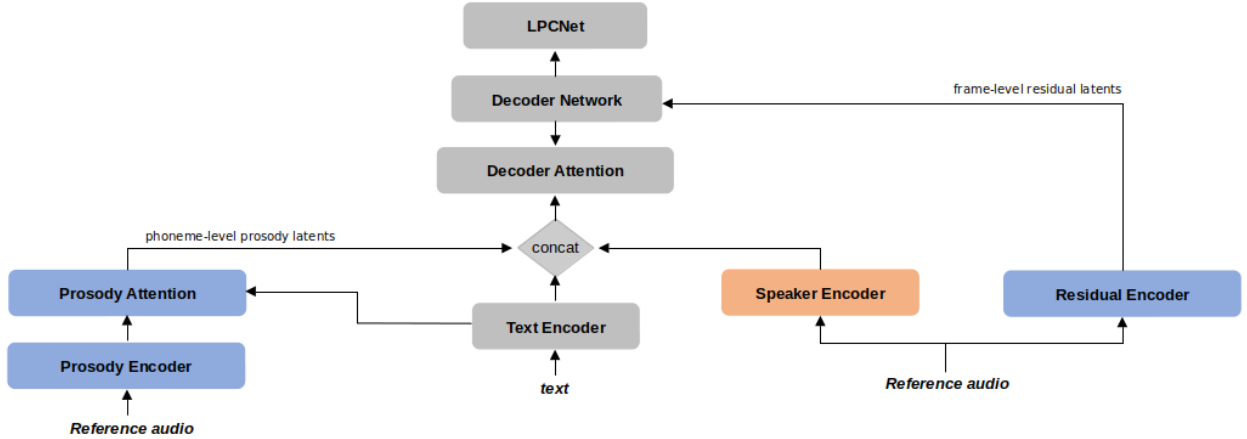 LPCNet
Decoder Network
frame-level residual latents
Decoder Attention
phoneme-level prosody latents
concat
Prosody Attention
Speaker Encoder
Residual Encoder
Text Encoder
Prosody Encoder
text
Reference audio
Reference audio